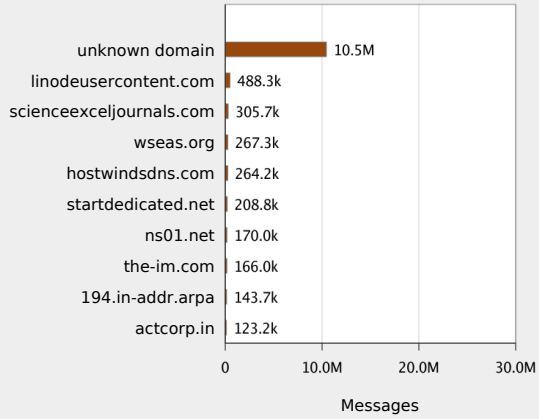 unknown domain 10.5M
linodeusercontent.com 488.3k
scienceexceljournals.com 305.7k
wseas.org 267.3k
hostwindsdns.com 264.2k
startdedicated.net 208.8k
ns01.net 170.0k
the-im.com 166.0k
194.in-addr.arpa 143.7k
actcorp.in 123.2k
0 10.0M 20.0M 30.0M
Messages